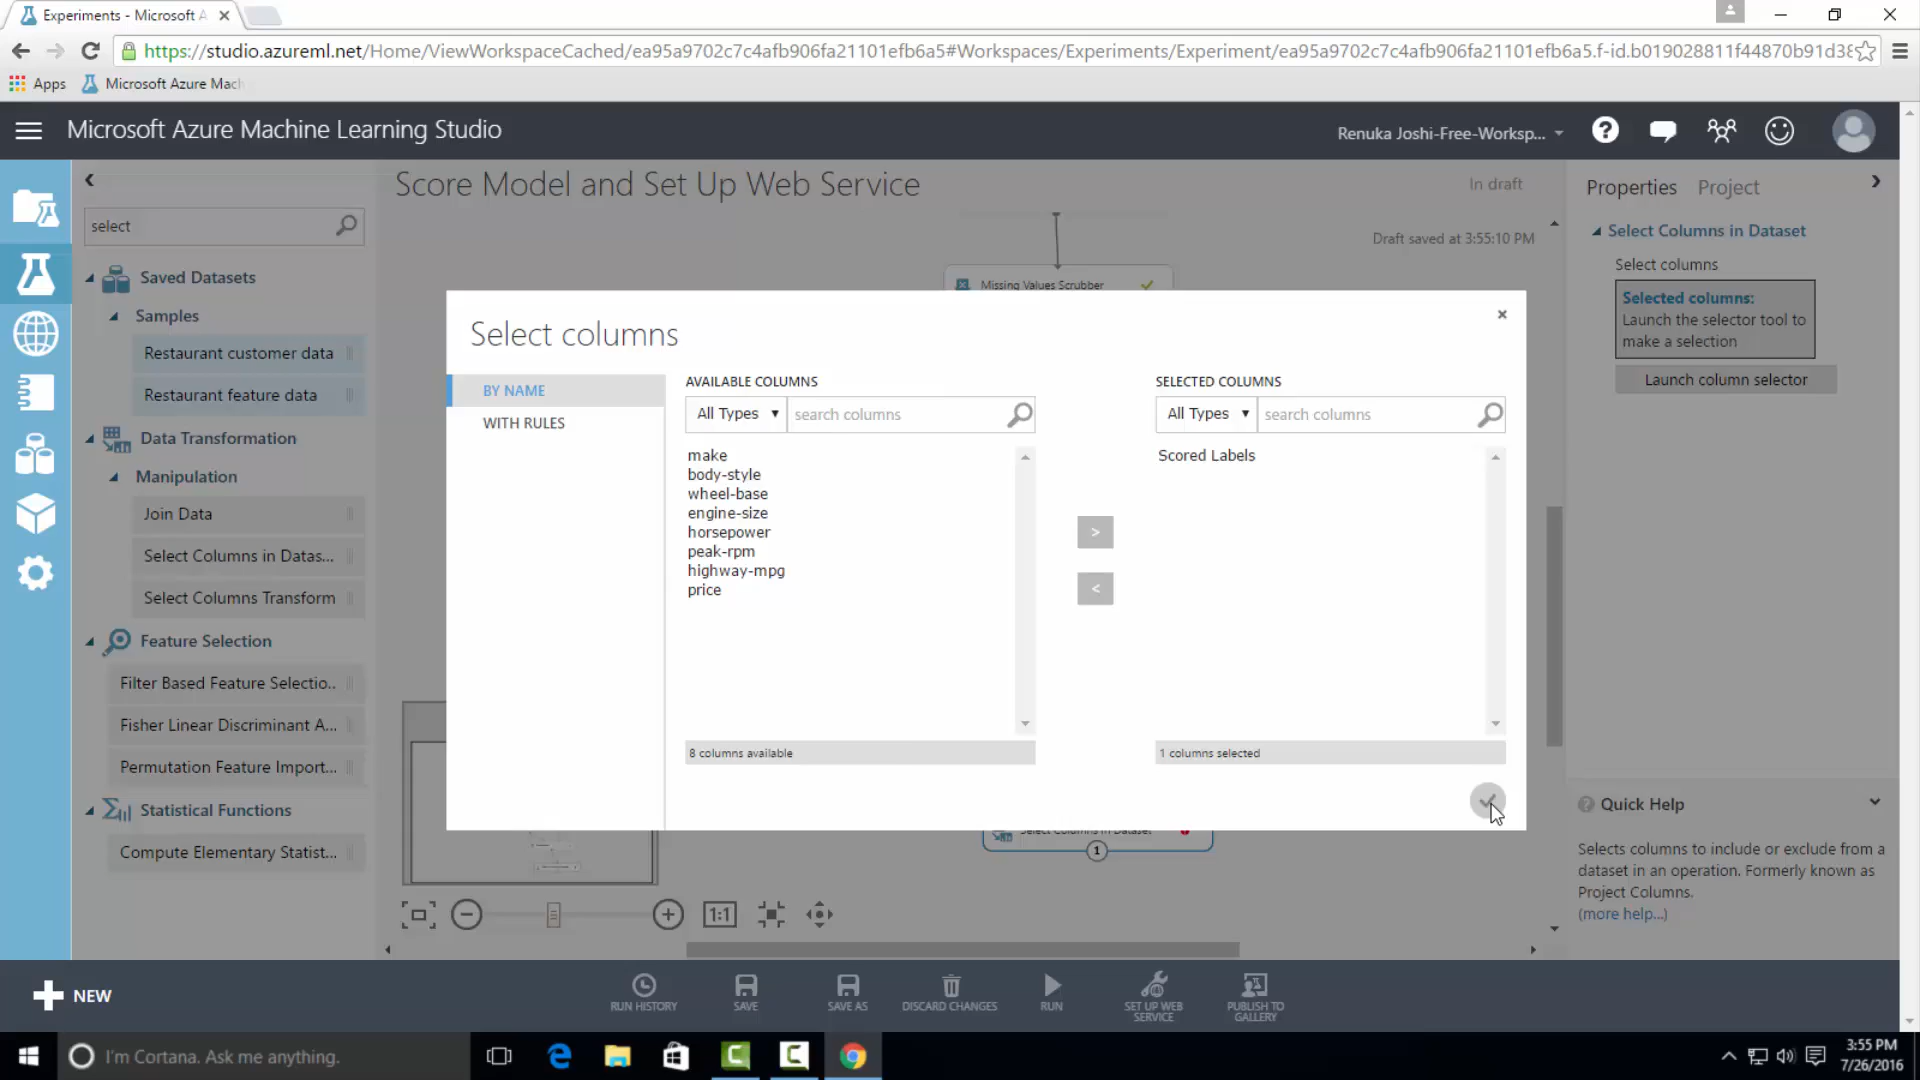 Experiments - Microsoft A
https://studio.azureml.net/Home/ViewWorkspaceCached/ea95a9702c7c4afb906fa21101efb6a5#Workspaces/Experiments/Experiment/ea95a9702c7c4afb906fa21101efb6a5.f-id.b019028811f44870b91d38
Apps
Microsoft Azure Mach
Microsoft Azure Machine Learning Studio
Renuka Joshi-Free-Worksp...
select
Score Model and Set Up Web Service
In draft
Draft saved at 3:55:10 PM
Properties
Project
Saved Datasets
Samples
Restaurant customer data
Restaurant feature data
Data Transformation
Manipulation
Join Data
Select Columns in Datas...
Select Columns Transform
Feature Selection
Filter Based Feature Selectio..
Fisher Linear Discriminant A...
Permutation Feature Import...
Statistical Functions
Compute Elementary Statist...
Missing Values Scrubber
Select columns
BY NAME
WITH RULES
AVAILABLE COLUMNS
All Types
search columns
make
body-style
wheel-base
engine-size
horsepower
peak-rpm
highway-mpg
price
8 columns available
>
<
SELECTED COLUMNS
All Types
search columns
Scored Labels
1 columns selected
Select Columns in Dataset
1
1:1
Select Columns in Dataset
Select columns
Selected columns:
Launch the selector tool to
make a selection
Launch column selector
Quick Help
Selects columns to include or exclude from a
dataset in an operation. Formerly known as
Project Columns.
(more help...)
NEW
RUN HISTORY
SAVE
SAVE AS
DISCARD CHANGES
RUN
SET UP WEB
SERVICE
PUBLISH TO
GALLERY
I'm Cortana. Ask me anything.
3:55 PM
7/26/2016